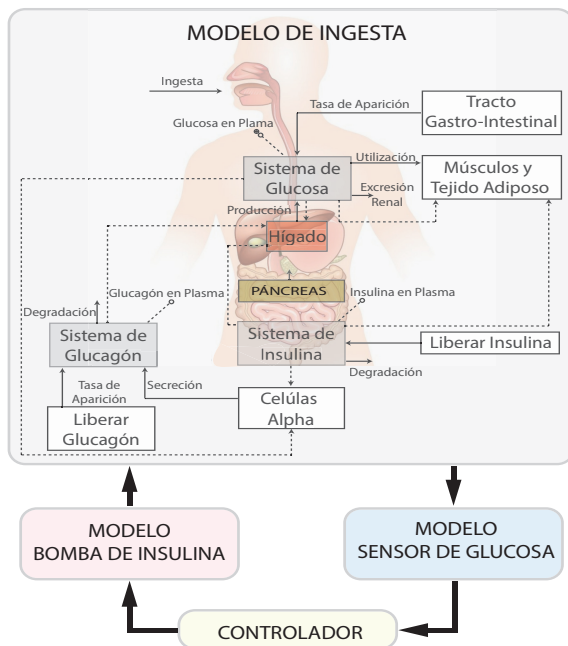 MODELO DE INGESTA
Ingesta
Tasa de Aparición
Tracto
Gastro-Intestinal
Glucosa en Plama
Sistema de
Glucosa
Utilización
Músculos y
Tejido Adiposo
Excresión
Renal
Producción
Hígado
PÁNCREAS
Glucagón en Plasma
Insulina en Plasma
Degradación
Sistema de
Glucagón
Sistema de
Insulina
Liberar Insulina
Degradación
Tasa de
Aparición
Secreción
Celúlas
Alpha
Liberar
Glucagón
MODELO
BOMBA DE INSULINA
MODELO
SENSOR DE GLUCOSA
CONTROLADOR